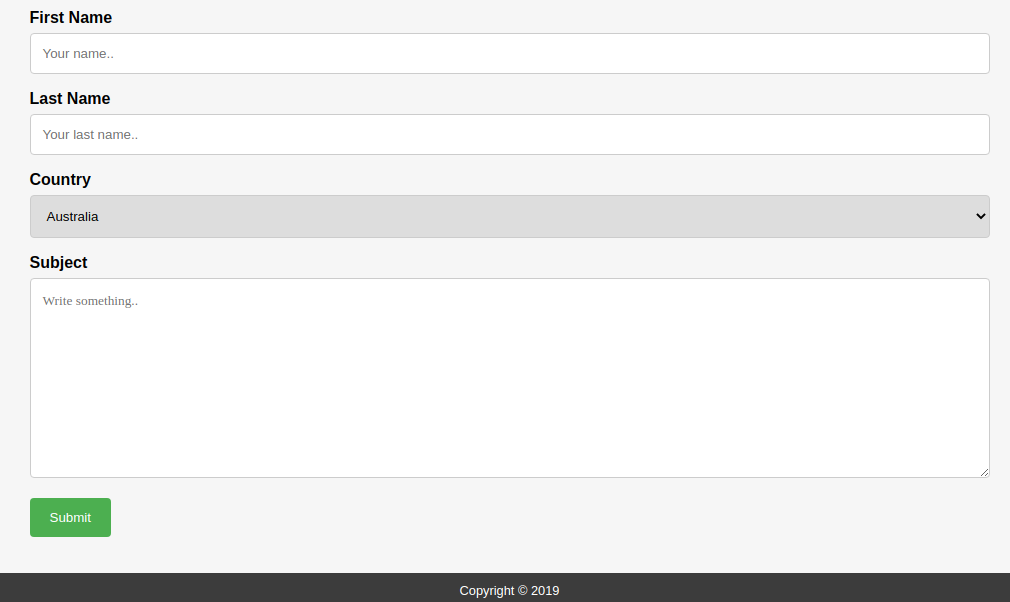 First Name
Your name..
Last Name
Your last name..
Country
Australia
Subject
Write something..
Submit
Copyright © 2019